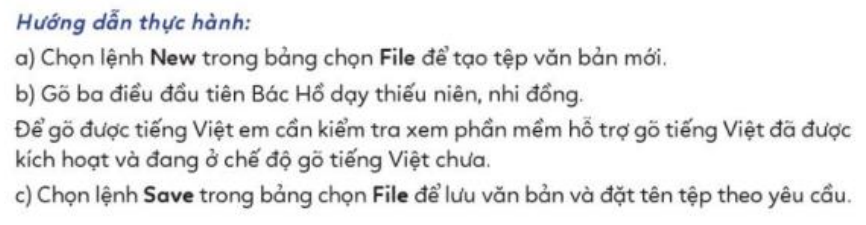 Hướng dẫn thực hành:
a) Chọn lệnh New trong bảng chọn File để tạo tệp văn bản mới.
b) Gõ ba điều đầu tiên Bác Hồ dạy thiếu niên, nhi đồng.
Để gõ được tiếng Việt em cần kiểm tra xem phần mềm hỗ trợ gõ tiếng Việt đã được
kích hoạt và đang ở chế độ gõ tiếng Việt chưa.
c) Chọn lệnh Save trong bảng chọn File để lưu văn bản và đặt tên tệp theo yêu cầu.